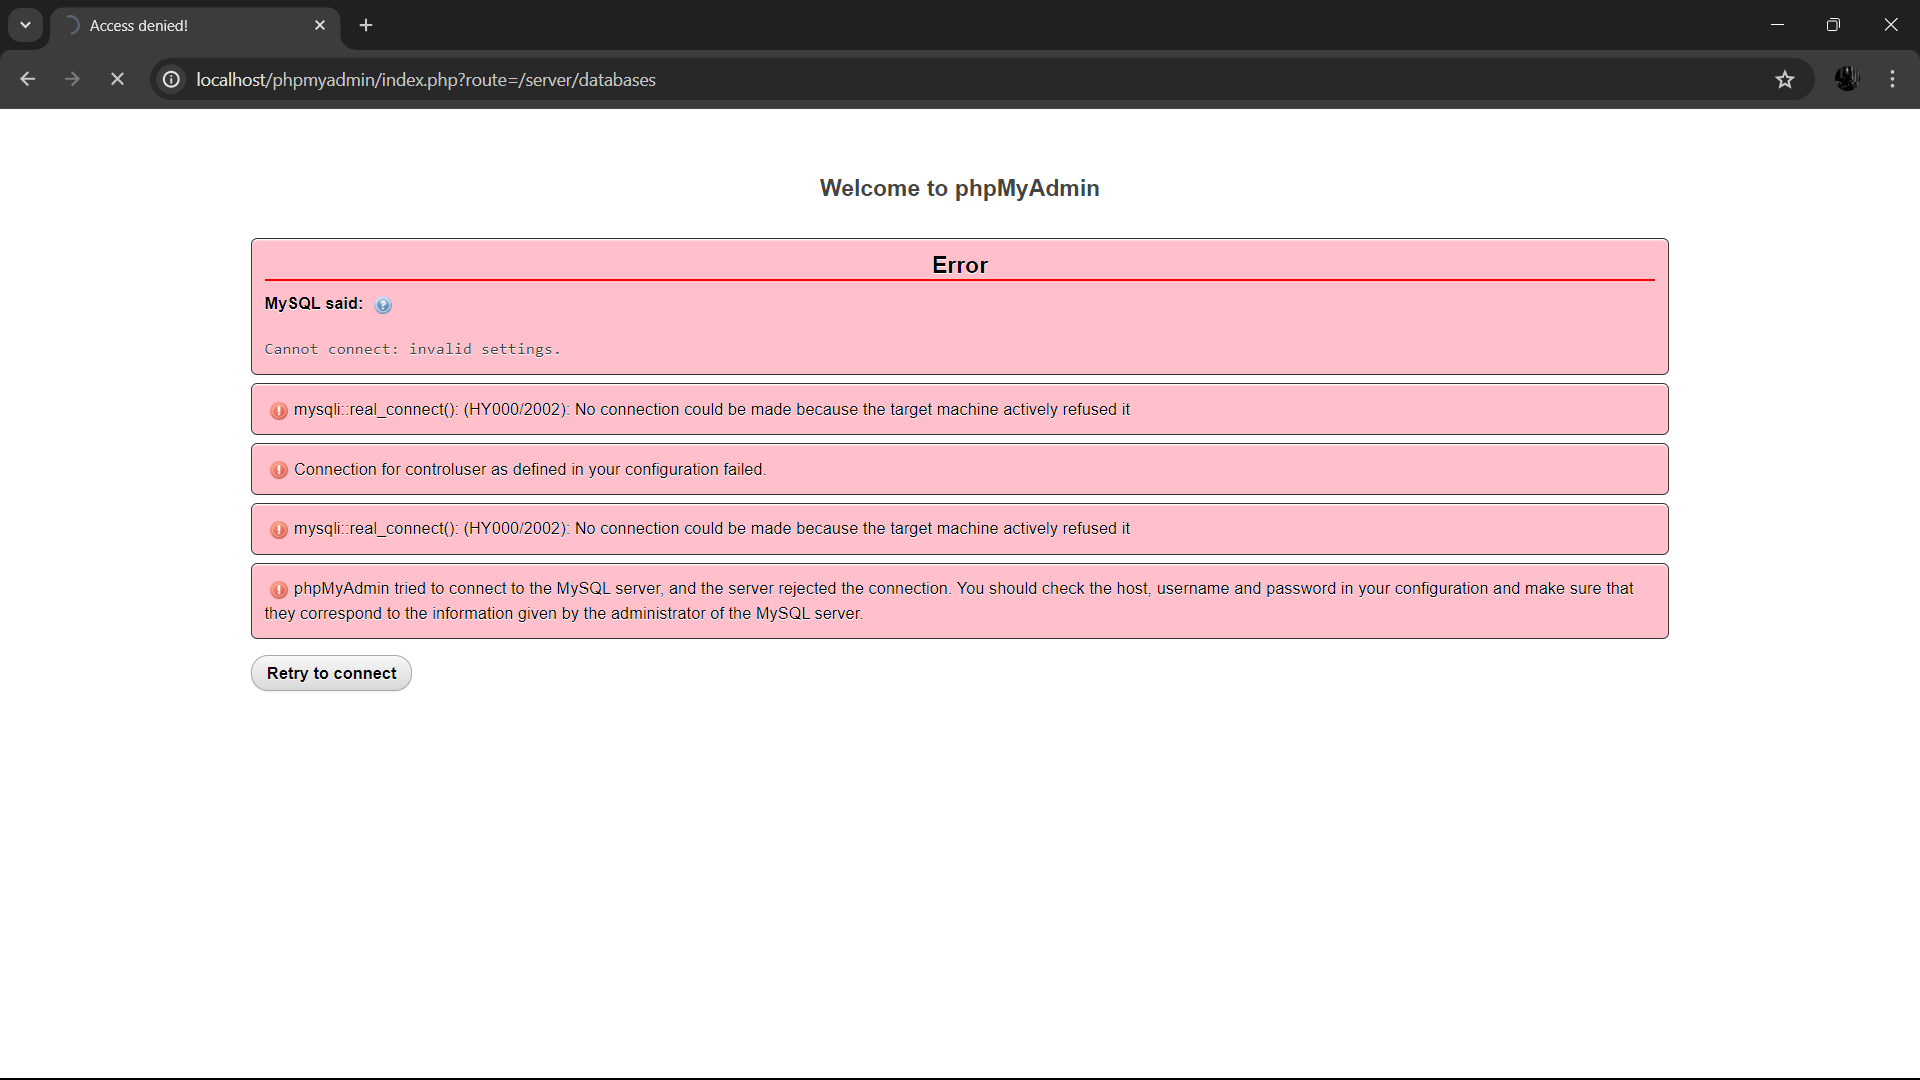 Access denied!
localhost/phpmyadmin/index.php?route=/server/databases
Welcome to phpMyAdmin
Error
MySQL said:
Cannot connect: invalid settings.
mysqli::real_connect(): (HY000/2002): No connection could be made because the target machine actively refused it
Connection for controluser as defined in your configuration failed.
mysqli::real_connect(): (HY000/2002): No connection could be made because the target machine actively refused it
phpMyAdmin tried to connect to the MySQL server, and the server rejected the connection. You should check the host, username and password in your configuration and make sure that
they correspond to the information given by the administrator of the MySQL server.
Retry to connect